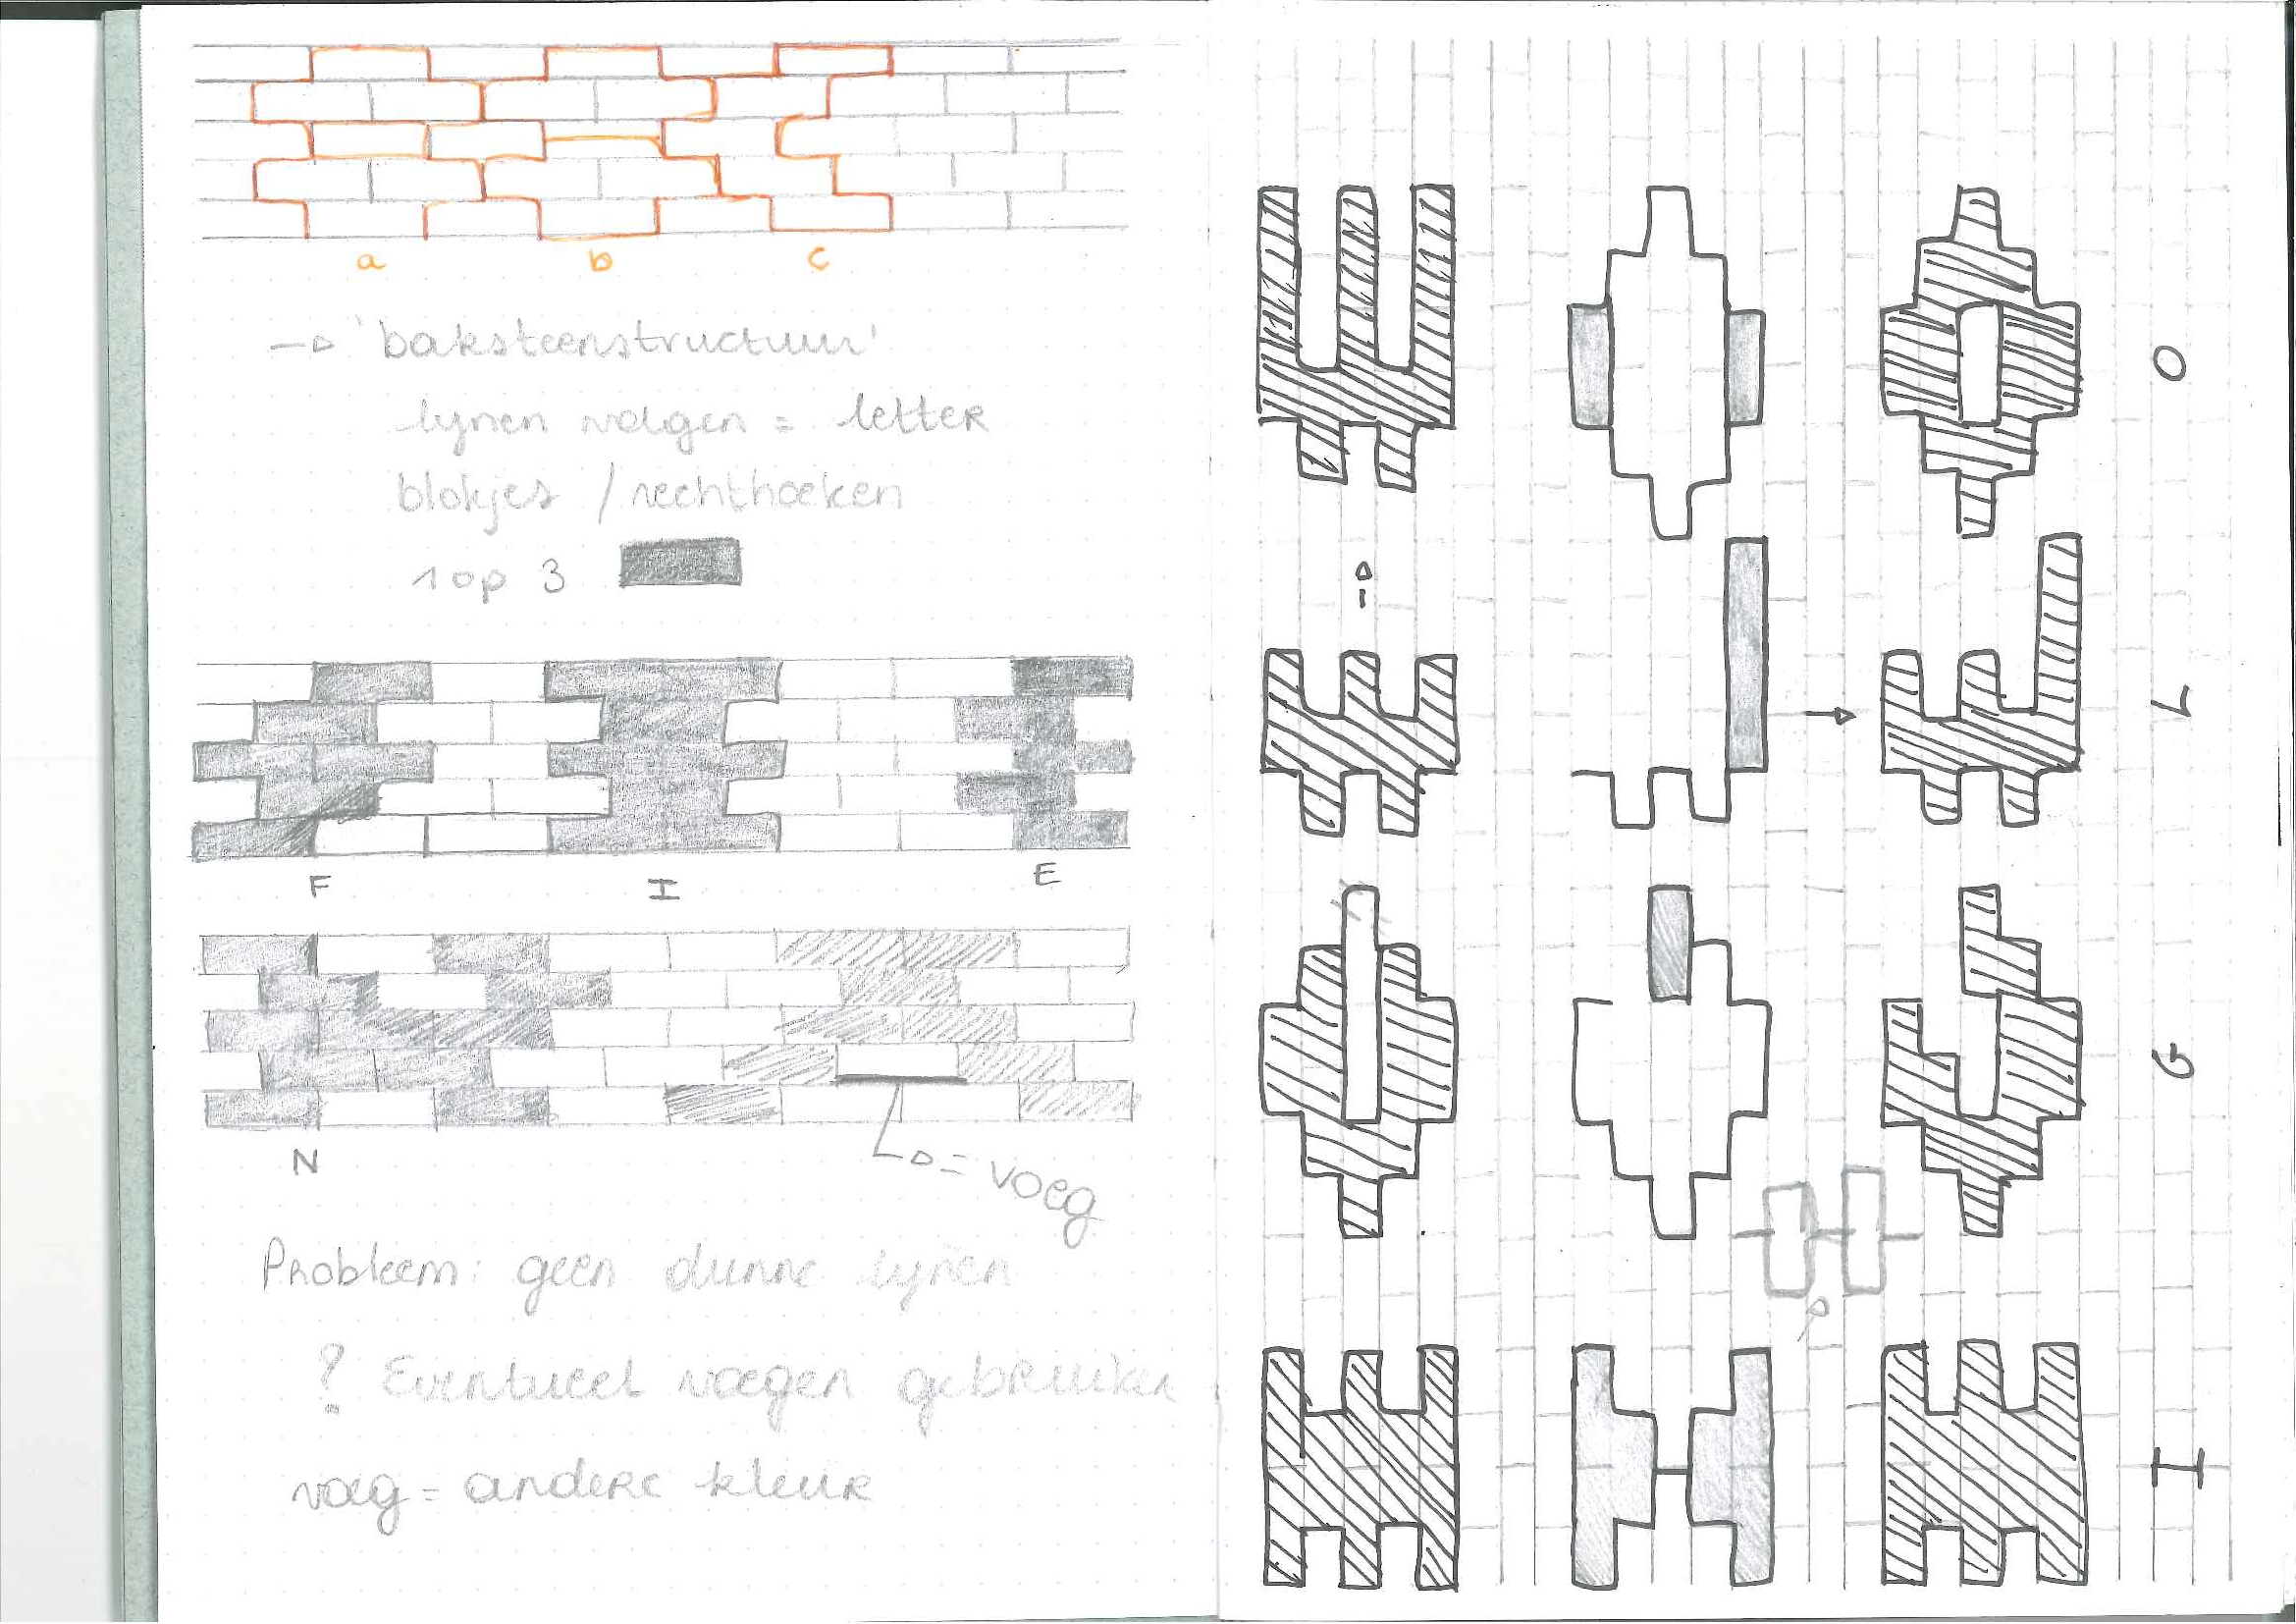 a b c
→ 'baksteenstructuur'
lijnen volgen = letter
blokjes / rechthoeken
1 op 3
F I E
N
→ = voeg
Probleem: geen dunne lijnen
? Eventueel voegen gebruiken
voeg = andere kleur
O
L
G
I